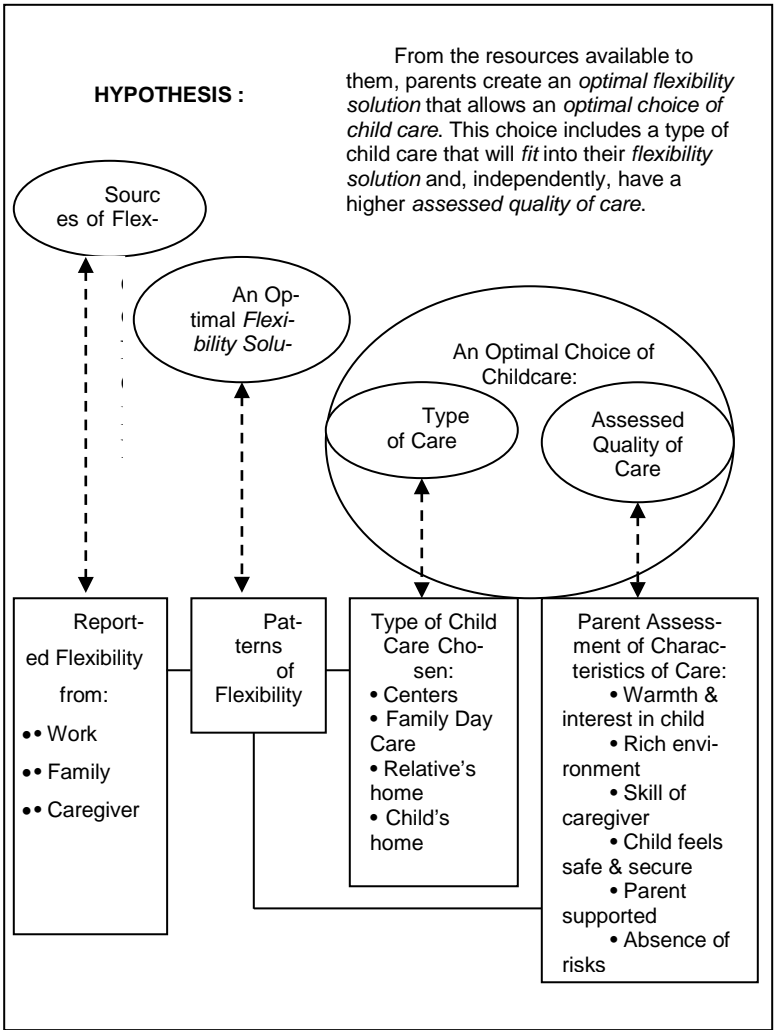 HYPOTHESIS :
From the resources available to
them, parents create an optimal flexibility
solution that allows an optimal choice of
child care. This choice includes a type of
child care that will fit into their flexibility
solution and, independently, have a
higher assessed quality of care.
Sourc
es of Flex-
An Op-
timal Flexi-
bility Solu-
An Optimal Choice of
Childcare:
Type
of Care
Assessed
Quality of
Care
Report-
ed Flexibility
from:
•• Work
•• Family
•• Caregiver
Pat-
terns
of
Flexibility
Type of Child
Care Cho-
sen:
• Centers
• Family Day
Care
• Relative's
home
• Child's
home
Parent Assess-
ment of Charac-
teristics of Care:
• Warmth &
interest in child
• Rich envi-
ronment
• Skill of
caregiver
• Child feels
safe & secure
• Parent
supported
• Absence of
risks